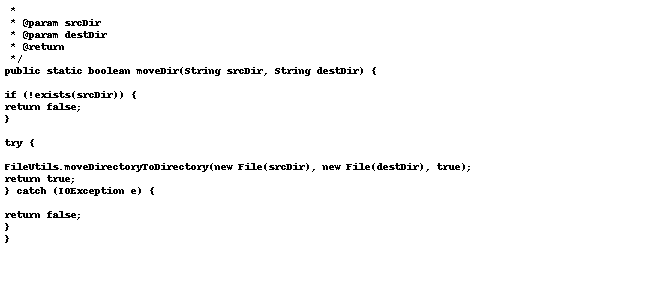 *
* @param srcDir
* @param destDir
* @return
*/
public static boolean moveDir(String srcDir, String destDir) {
if (!exists(srcDir)) {
return false;
}
try {
FileUtils.moveDirectoryToDirectory(new File(srcDir), new File(destDir), true);
return true;
} catch (IOException e) {
return false;
}
}